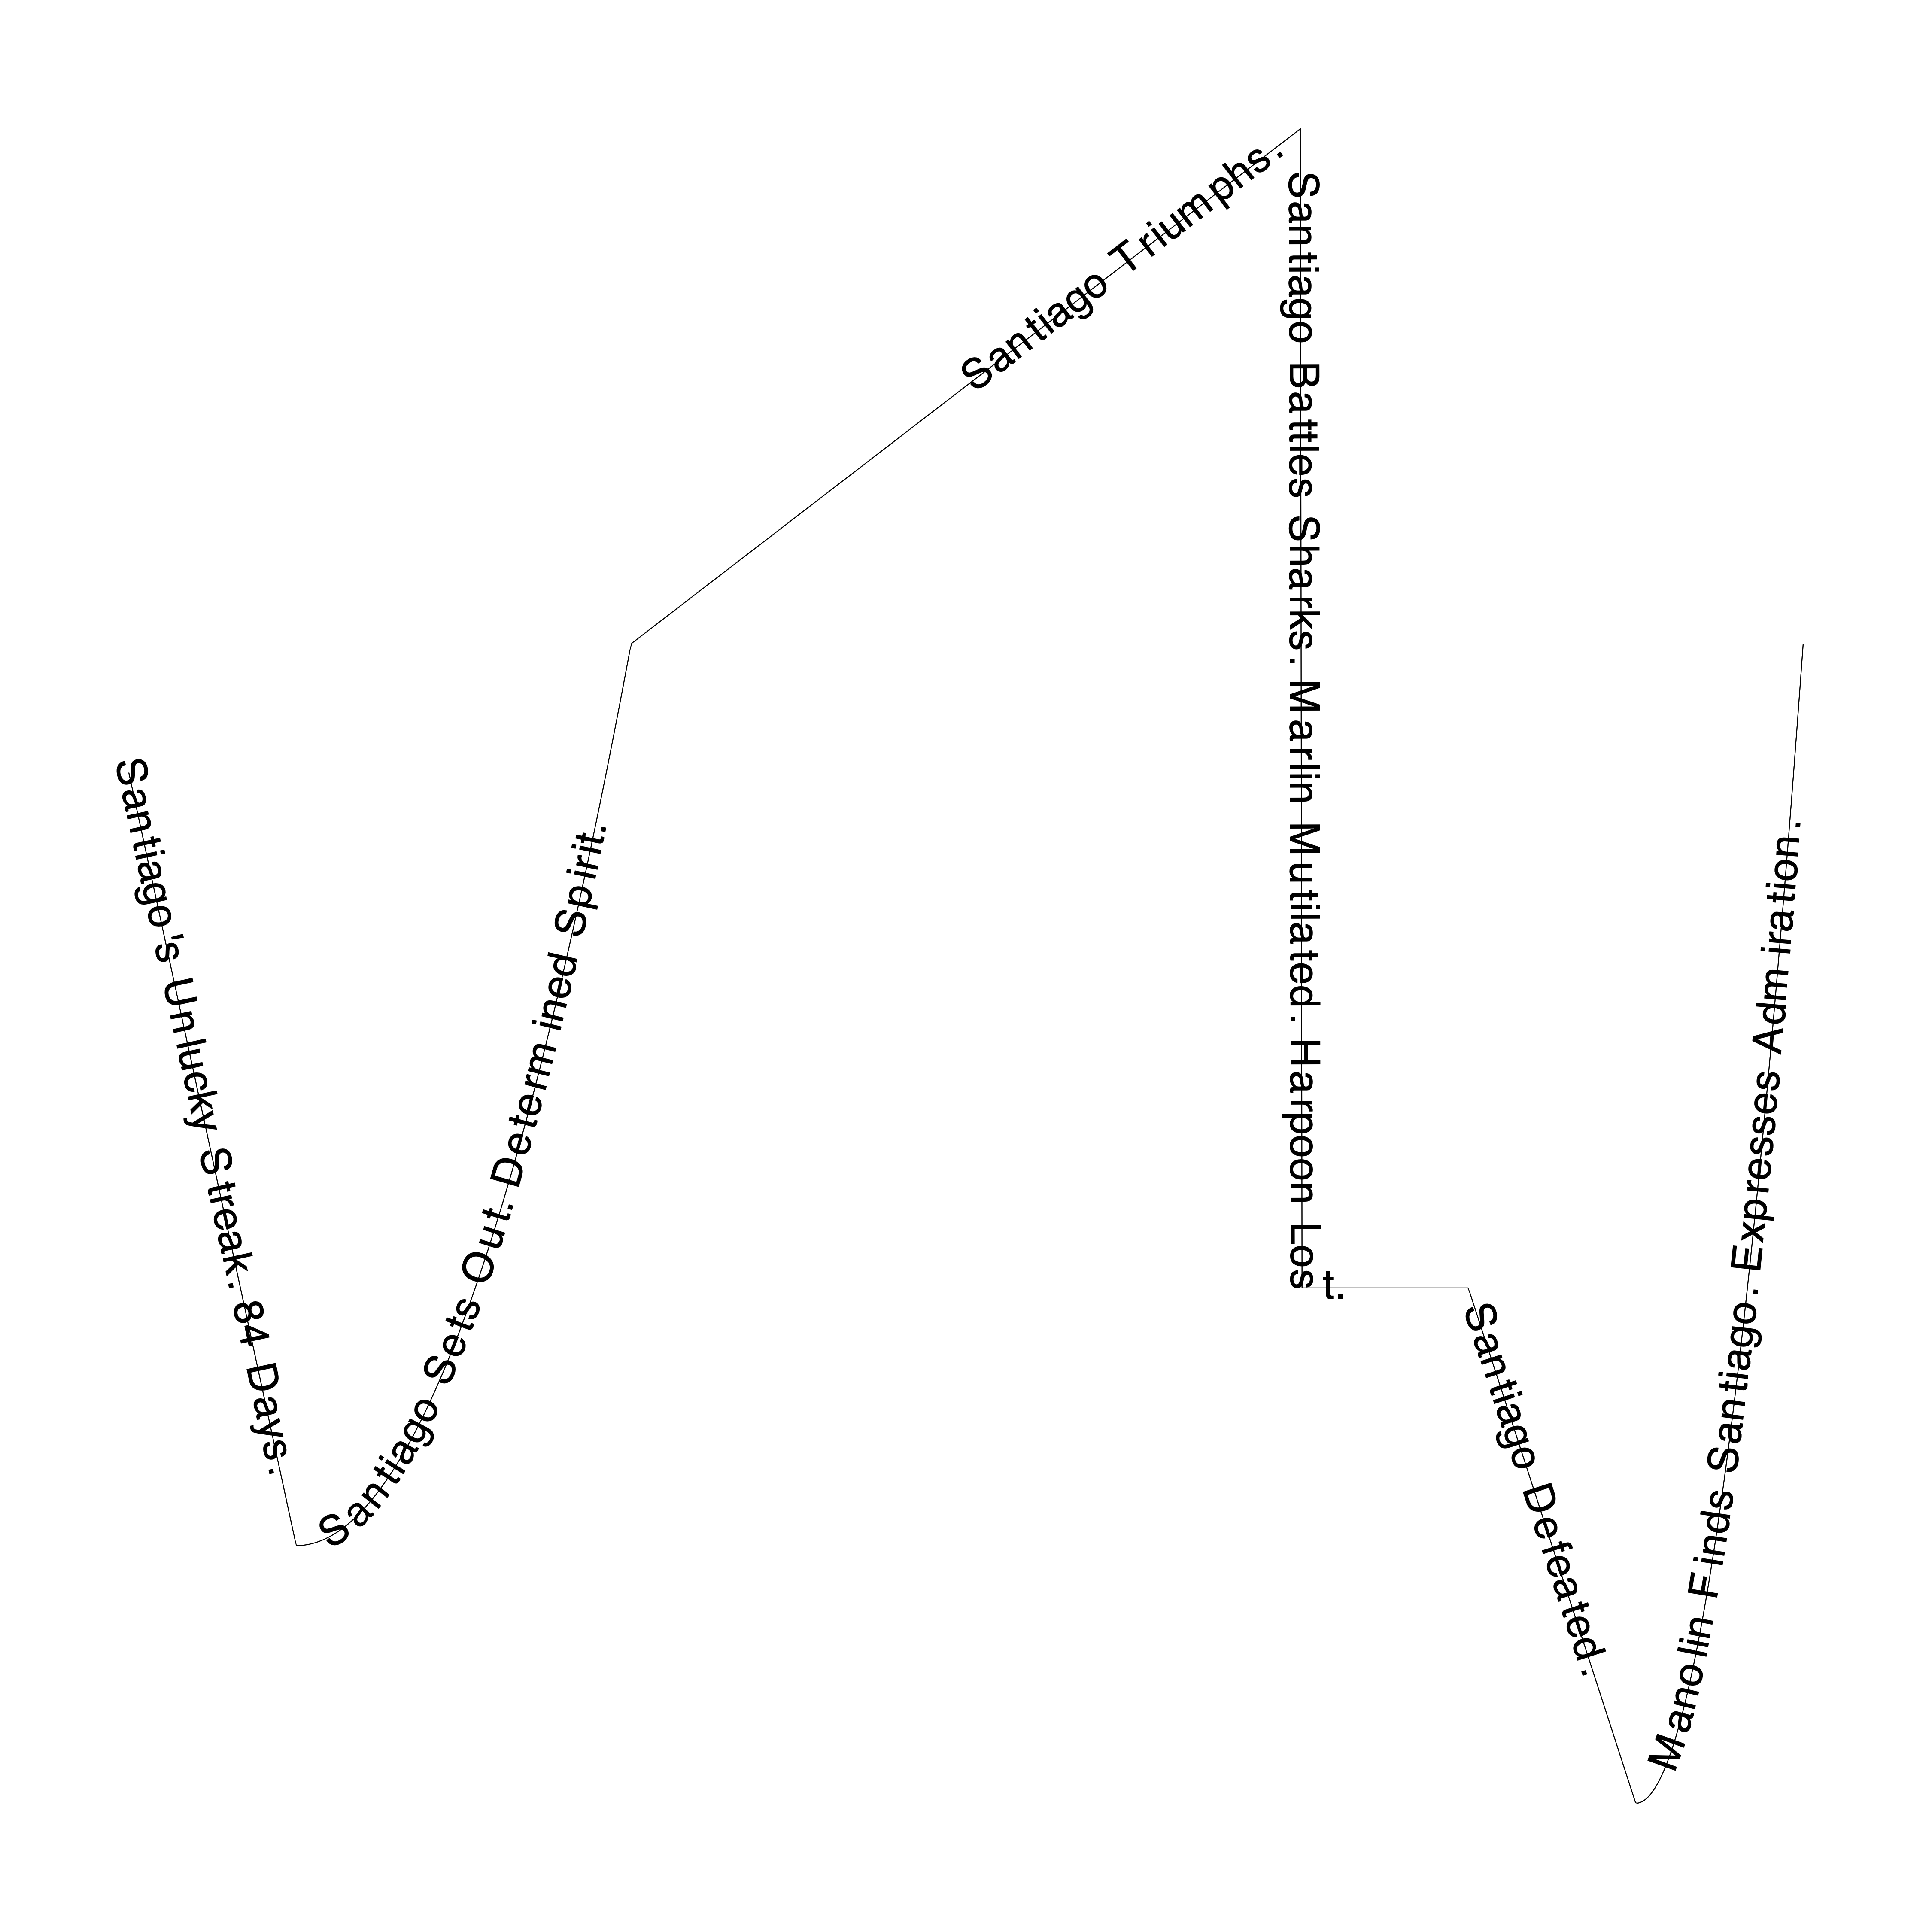 Santiago's Unlucky Streak. 84 Days.
Santiago Sets Out. Determined Spirit.
Santiago Triumphs.
Santiago Battles Sharks. Marlin Mutilated. Harpoon Lost.
Santiago Defeated.
Manolin Finds Santiago. Expresses Admiration.